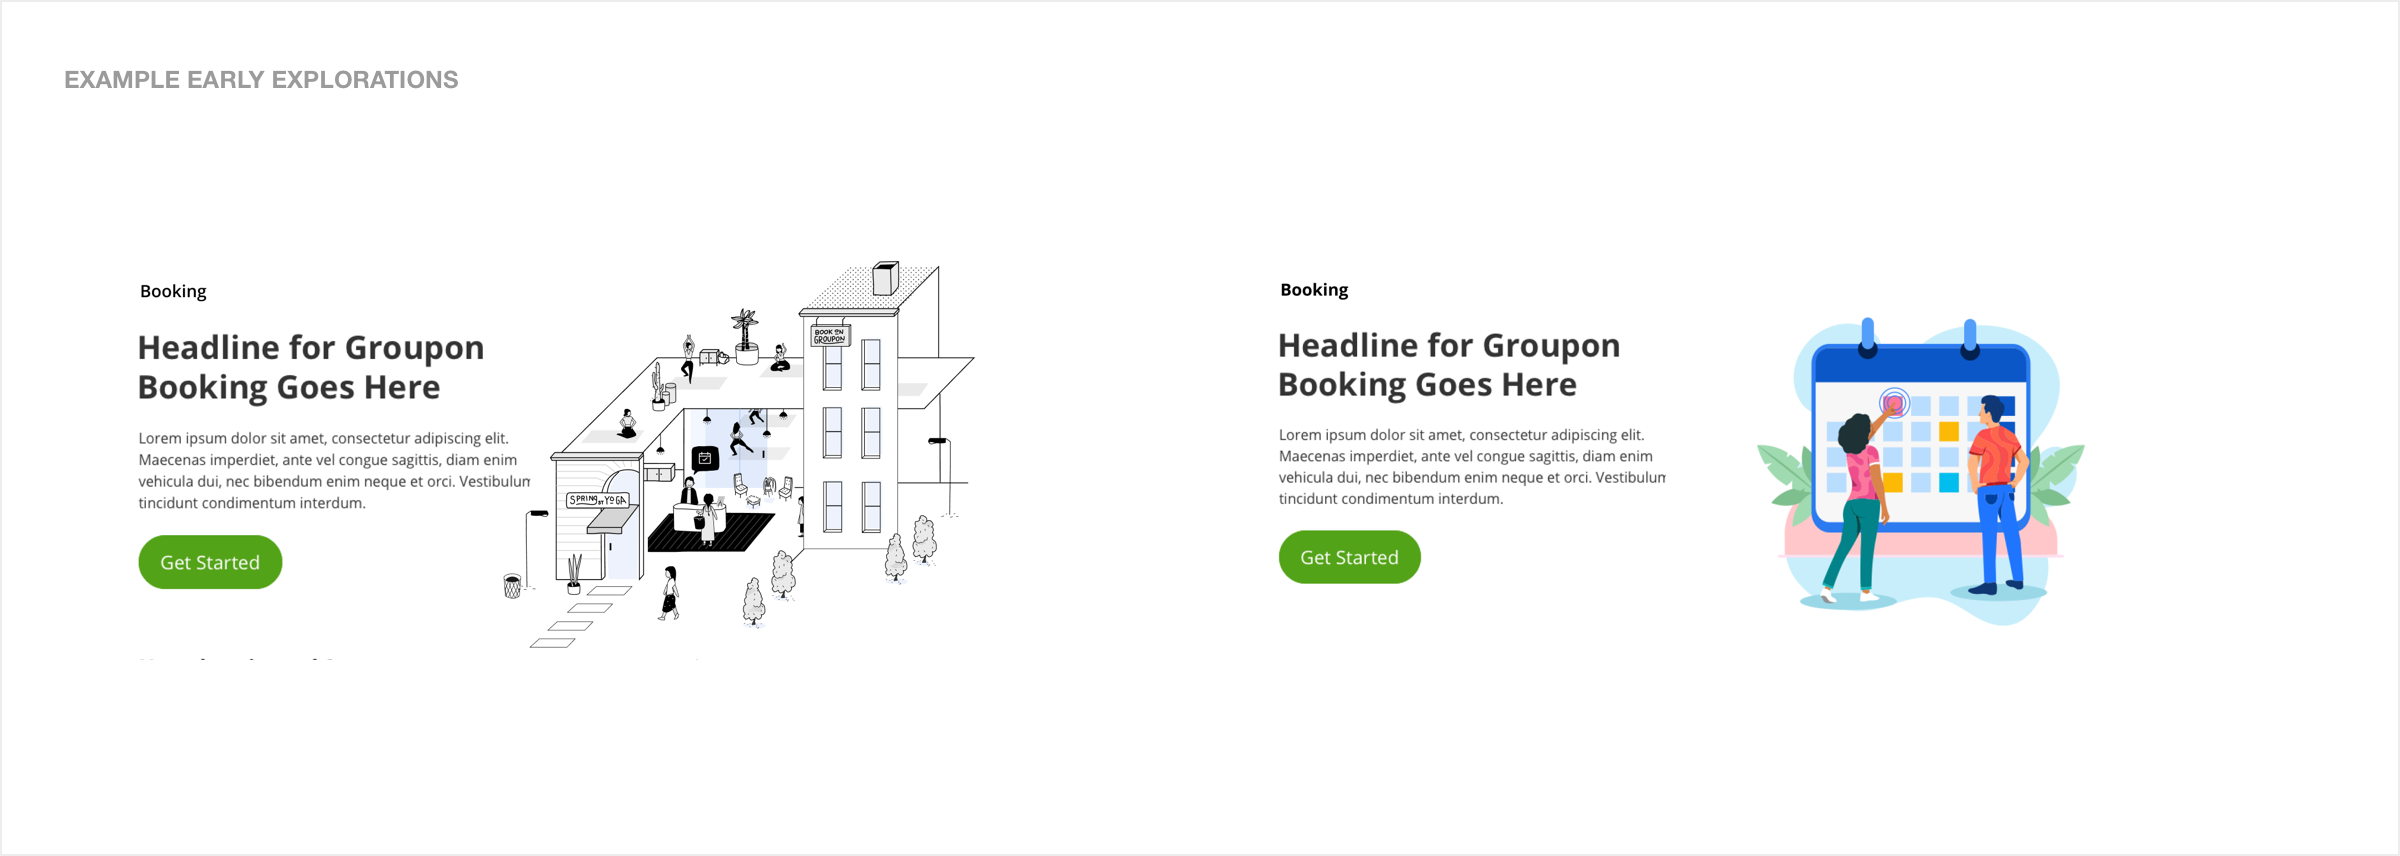 EXAMPLE EARLY EXPLORATIONS
Booking
Headline for Groupon
Booking Goes Here
Lorem ipsum dolor sit amet, consectetur adipiscing elit.
Maecenas imperdiet, ante vel congue sagittis, diam enim
vehicula dui, nec bibendum enim neque et orci. Vestibulum
tincidunt condimentum interdum.
Get Started
BOOK ON
GROUPON
SPRING ST YOGA
Booking
Headline for Groupon
Booking Goes Here
Lorem ipsum dolor sit amet, consectetur adipiscing elit.
Maecenas imperdiet, ante vel congue sagittis, diam enim
vehicula dui, nec bibendum enim neque et orci. Vestibulum
tincidunt condimentum interdum.
Get Started